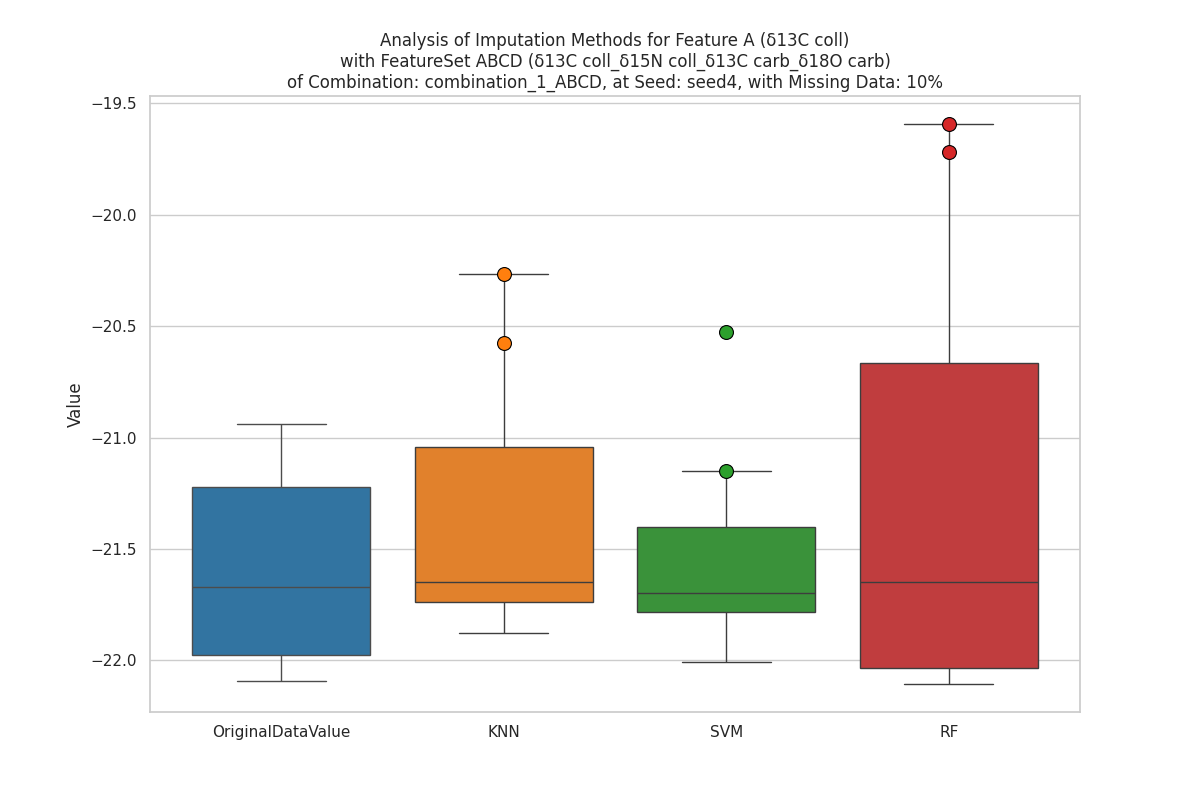 Analysis of Imputation Methods for Feature A (δ13C coll)
with FeatureSet ABCD (δ13C coll_δ15N coll_δ13C carb_δ18O carb)
of Combination: combination_1_ABCD, at Seed: seed4, with Missing Data: 10%
−19.5
−20.0
−20.5
−21.0
−21.5
−22.0
Value
OriginalDataValue
KNN
SVM
RF